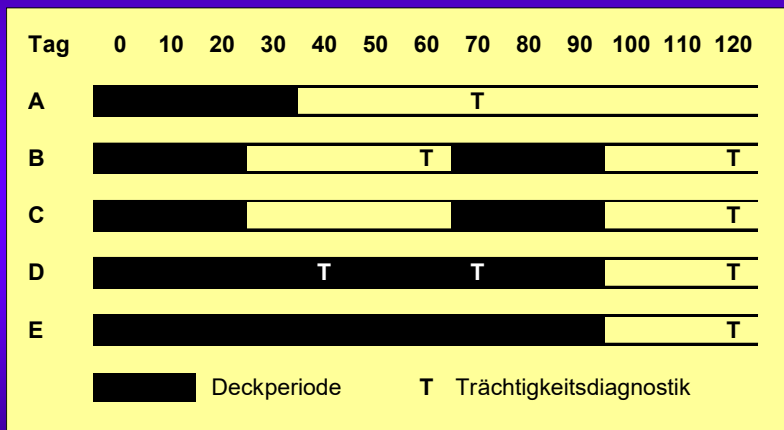 Tag 0 10 20 30 40 50 60 70 80 90 100 110 120
A T
B T T
C T
D T T T
E T
Deckperiode T Trächtigkeitsdiagnostik